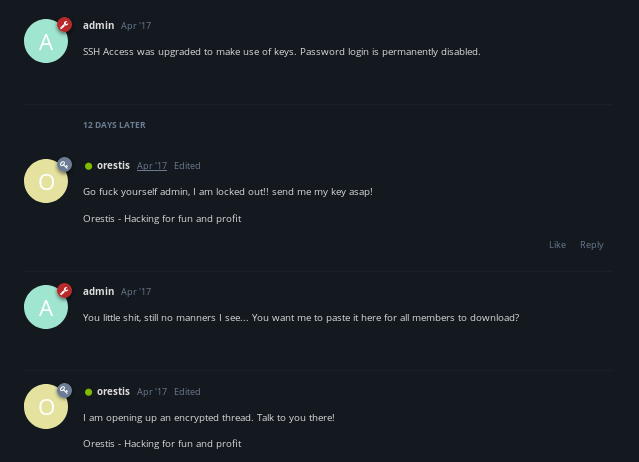 A
admin Apr '17
SSH Access was upgraded to make use of keys. Password login is permanently disabled.
12 DAYS LATER
O
orestis Apr '17 Edited
Go fuck yourself admin, I am locked out!! send me my key asap!
Orestis - Hacking for fun and profit
Like Reply
A
admin Apr '17
You little shit, still no manners I see... You want me to paste it here for all members to download?
O
orestis Apr '17 Edited
I am opening up an encrypted thread. Talk to you there!
Orestis - Hacking for fun and profit